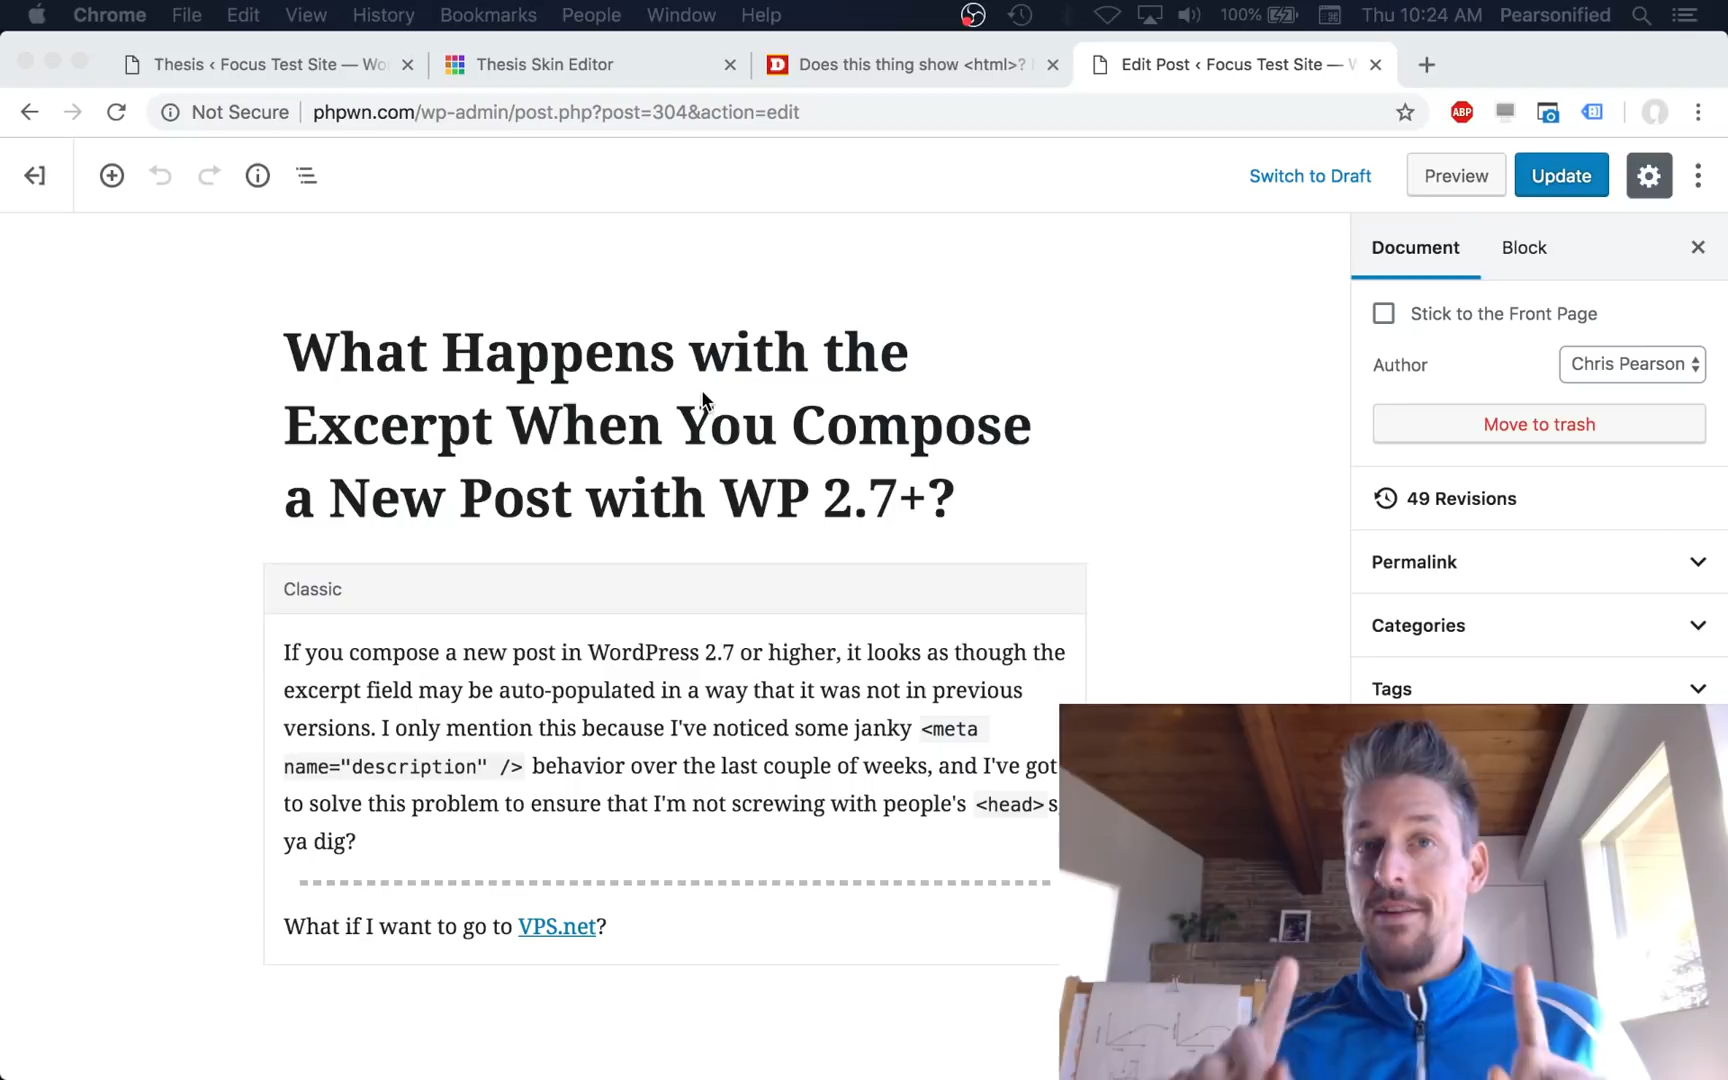 Chrome File Edit View History Bookmarks People Window Help 100% Thu 10:24 AM Pearsonified
Thesis ‹ Focus Test Site — Wo
Thesis Skin Editor
Does this thing show <html>?
Edit Post ‹ Focus Test Site — W
Not Secure phpwn.com/wp-admin/post.php?post=304&action=edit
ABP
Switch to Draft Preview Update
Document Block
Stick to the Front Page
Author Chris Pearson
Move to trash
49 Revisions
Permalink
Categories
Tags
What Happens with the
Excerpt When You Compose
a New Post with WP 2.7+?
Classic
If you compose a new post in WordPress 2.7 or higher, it looks as though the
excerpt field may be auto-populated in a way that it was not in previous
versions. I only mention this because I've noticed some janky <meta
name="description" /> behavior over the last couple of weeks, and I've got
to solve this problem to ensure that I'm not screwing with people's <head>s,
ya dig?
What if I want to go to VPS.net?